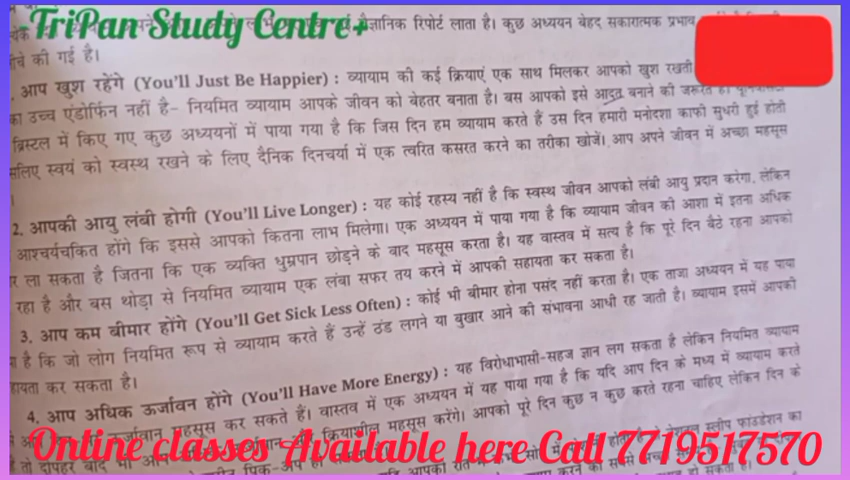 TriPan Study Centre+
वैज्ञानिक रिपोर्ट लाता है। कुछ अध्ययन बेहद सकारात्मक प्रभाव
की गई है।
आप खुश रहेंगे (You'll Just Be Happier) : व्यायाम की कई क्रियाएं एक साथ मिलकर आपको खुश रखती
का उच्च एंडोर्फिन नहीं है– नियमित व्यायाम आपके जीवन को बेहतर बनाता है। बस आपको इसे आदत बनाने की जरूरत है।
ब्रिस्टल में किए गए कुछ अध्ययनों में पाया गया है कि जिस दिन हम व्यायाम करते हैं उस दिन हमारी मनोदशा काफी सुधरी हुई होती
स्वयं को स्वस्थ रखने के लिए दैनिक दिनचर्या में एक त्वरित कसरत करने का तरीका खोजें। आप अपने जीवन में अच्छा महसूस
2. आपकी आयु लंबी होगी (You'll Live Longer) : यह कोई रहस्य नहीं है कि स्वस्थ जीवन आपको लंबी आयु प्रदान करेगा, लेकिन
आश्चर्यचकित होंगे कि इससे आपको कितना लाभ मिलेगा। एक अध्ययन में पाया गया है कि व्यायाम जीवन की आशा में इतना अधिक
ला सकता है जितना कि एक व्यक्ति धुम्रपान छोड़ने के बाद महसूस करता है। यह वास्तव में सत्य है कि पूरे दिन बैठे रहना आपको
रहा है और बस थोड़ा से नियमित व्यायाम एक लंबा सफर तय करने में आपकी सहायता कर सकता है।
3. आप कम बीमार होंगे (You'll Get Sick Less Often) : कोई भी बीमार होना पसंद नहीं करता है। एक ताजा अध्ययन में यह पाया
है कि जो लोग नियमित रूप से व्यायाम करते हैं उन्हें ठंड लगने या बुखार आने की संभावना आधी रह जाती है। व्यायाम इसमें आपकी
कर सकता है।
4. आप अधिक ऊर्जावान होंगे (You'll Have More Energy) : यह विरोधाभासी-सहज ज्ञान लग सकता है लेकिन नियमित व्यायाम
महसूस कर सकते हैं। वास्तव में एक अध्ययन में यह पाया गया है कि यदि आप दिन के मध्य में व्यायाम करते
क्रियाशील महसूस करेंगे। आपको पूरे दिन कुछ न कुछ करते रहना चाहिए लेकिन दिन के
स्लीप फांउडेशन का
Online classes Available here Call 7719517570